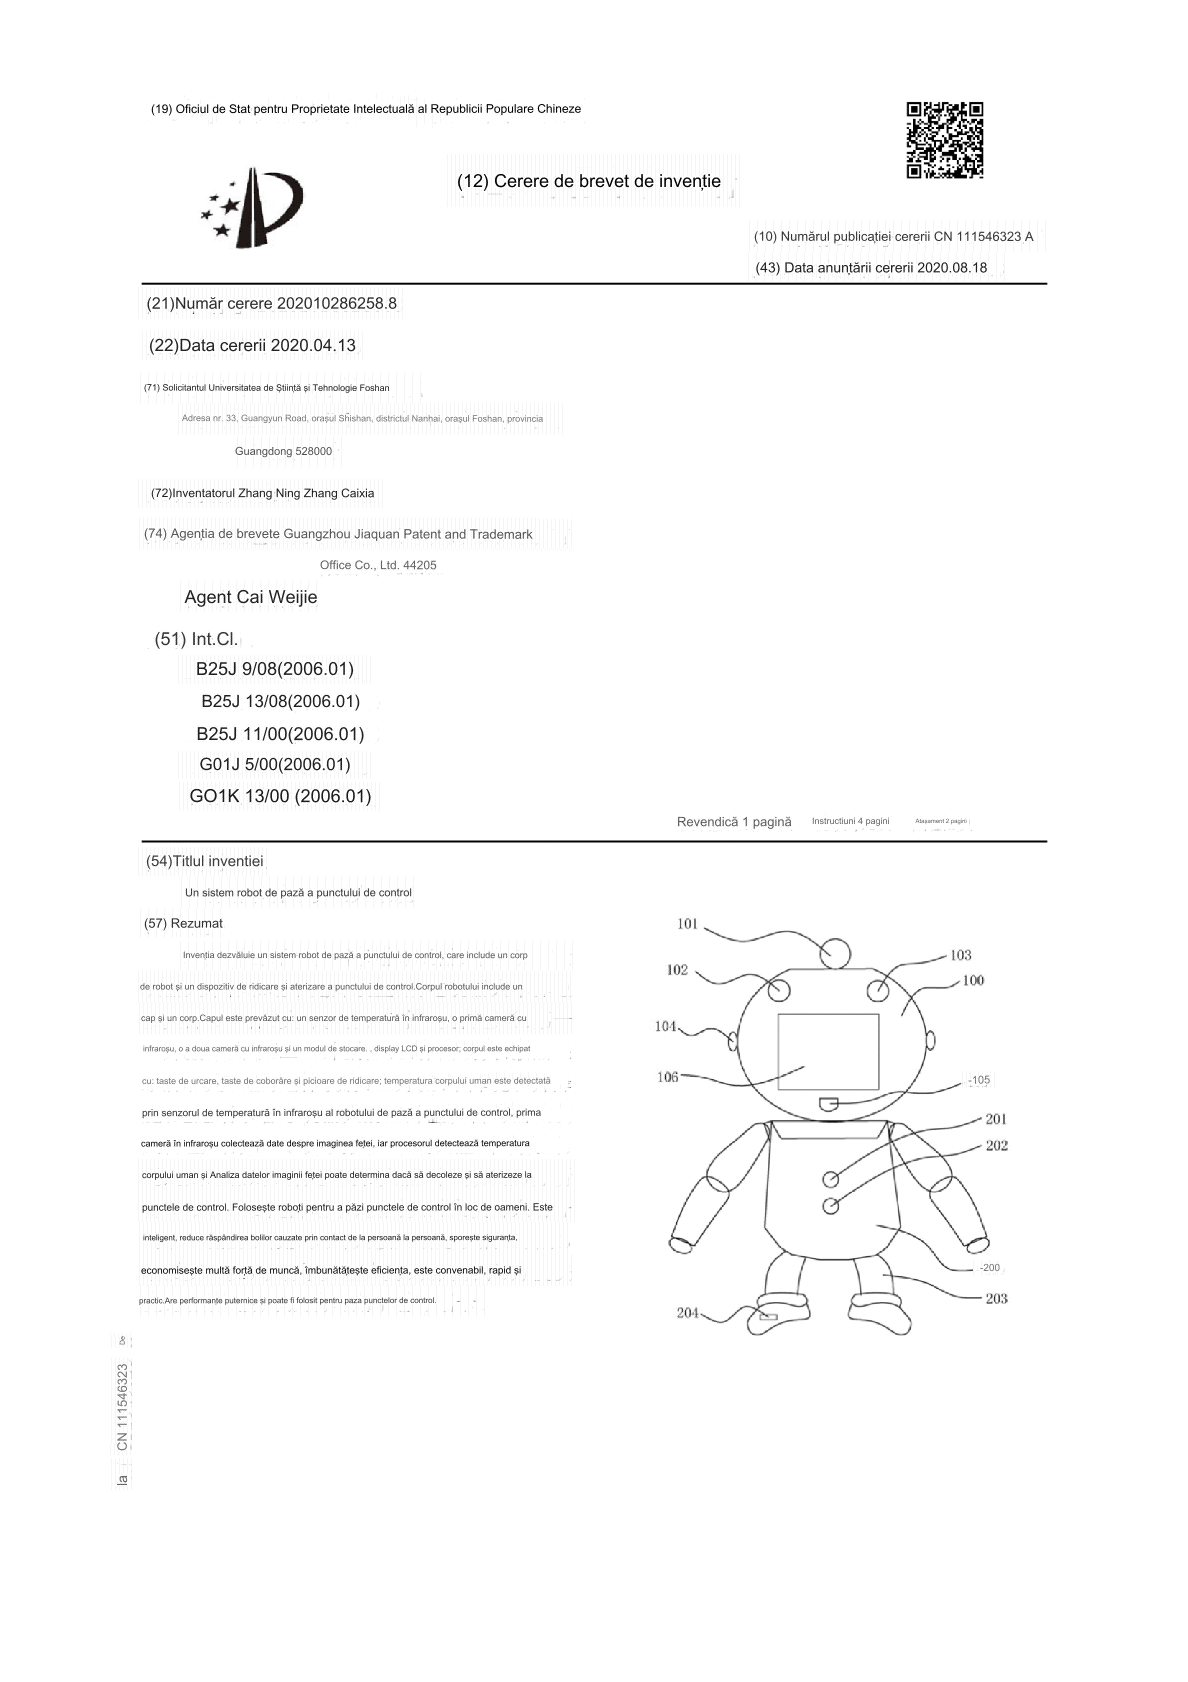 (19) Oficiul de Stat pentru Proprietate Intelectuală al Republicii Populare Chineze
(12) Cerere de brevet de invenție
(10) Numărul publicației cererii CN 111546323 A
(43) Data anunțării cererii 2020.08.18
(21)Număr cerere 202010286258.8
(22)Data cererii 2020.04.13
(71) Solicitantul Universitatea de Știință și Tehnologie Foshan
Adresa nr. 33, Guangyun Road, orașul Shishan, districtul Nanhai, orașul Foshan, provincia
Guangdong 528000
(72)Inventatorul Zhang Ning Zhang Caixia
(74) Agenția de brevete Guangzhou Jiaquan Patent and Trademark
Office Co., Ltd. 44205
Agent Cai Weijie
(51) Int.Cl.
B25J 9/08(2006.01)
B25J 13/08(2006.01)
B25J 11/00(2006.01)
G01J 5/00(2006.01)
GO1K 13/00 (2006.01)
Revendică 1 pagină Instructiuni 4 pagini Atașament 2 pagini
(54)Titlul inventiei
Un sistem robot de pază a punctului de control
(57) Rezumat
Invenția dezvăluie un sistem robot de pază a punctului de control, care include un corp
de robot și un dispozitiv de ridicare și aterizare a punctului de control.Corpul robotului include un
cap și un corp.Capul este prevăzut cu: un senzor de temperatură în infraroșu, o primă cameră cu
infraroșu, o a doua cameră cu infraroșu și un modul de stocare. , display LCD și procesor; corpul este echipat
cu: taste de urcare, taste de coborâre și picioare de ridicare; temperatura corpului uman este detectată
prin senzorul de temperatură în infraroșu al robotului de pază a punctului de control, prima
cameră în infraroșu colectează date despre imaginea feței, iar procesorul detectează temperatura
corpului uman și Analiza datelor imaginii feței poate determina dacă să decoleze și să aterizeze la
punctele de control. Folosește roboți pentru a păzi punctele de control în loc de oameni. Este
inteligent, reduce răspândirea bolilor cauzate prin contact de la persoană la persoană, sporește siguranța,
economisește multă forță de muncă, îmbunătățește eficiența, este convenabil, rapid și
practic.Are performanțe puternice și poate fi folosit pentru paza punctelor de control.
101
102
103
100
104
106
-105
201
202
-200
203
204
De
CN 111546323
la